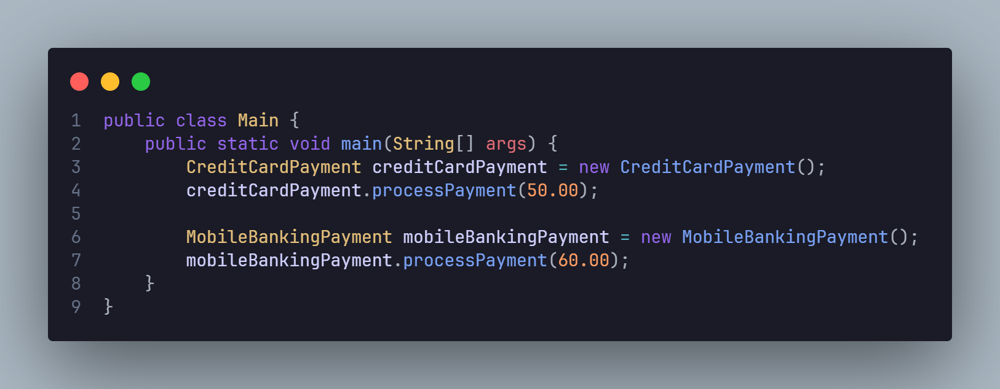 1 public class Main {
2     public static void main(String[] args) {
3         CreditCardPayment creditCardPayment = new CreditCardPayment();
4         creditCardPayment.processPayment(50.00);
5
6         MobileBankingPayment mobileBankingPayment = new MobileBankingPayment();
7         mobileBankingPayment.processPayment(60.00);
8     }
9 }